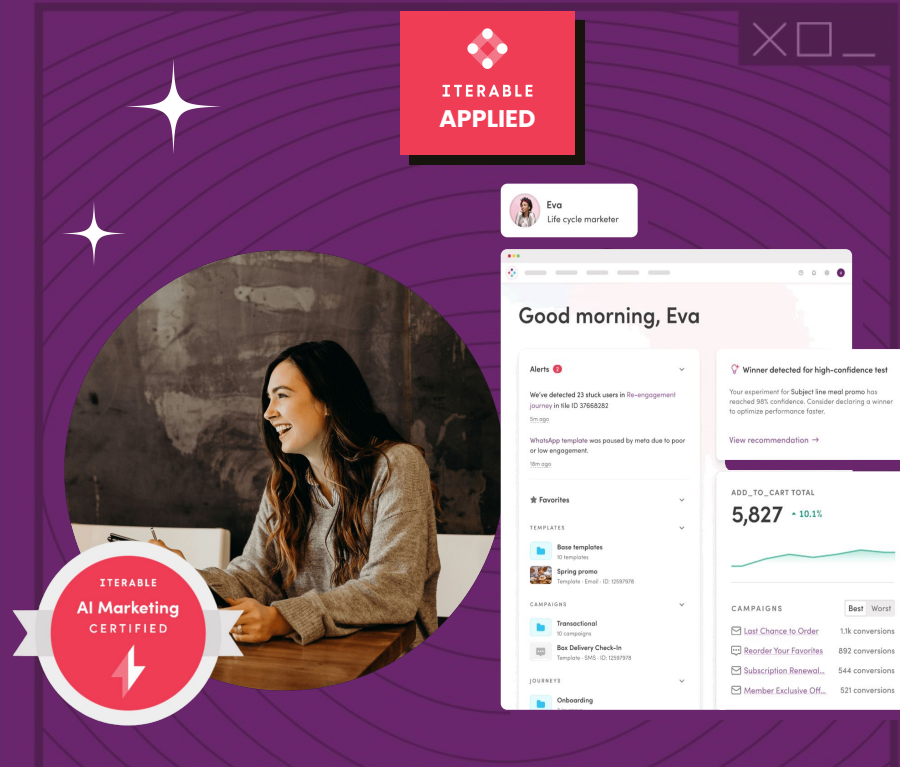 ITERABLE
APPLIED
Eva
Life cycle marketer
Good morning, Eva
Alerts 2
We've detected 23 stuck users in Re-engagement
journey in tile ID 37668282
5m ago
WhatsApp template was paused by meta due to poor
or low engagement.
18m ago
Favorites
TEMPLATES
Base templates
10 templates
Spring promo
Template · Email · ID: 12597978
CAMPAIGNS
Transactional
10 campaigns
Box Delivery Check-In
Template · SMS · ID: 12597978
JOURNEYS
Onboarding
Winner detected for high-confidence test
Your experiment for Subject line meal promo has
reached 98% confidence. Consider declaring a winner
to optimize performance faster.
View recommendation →
ADD_TO_CART TOTAL
5,827 10.1%
CAMPAIGNS Best Worst
Last Chance to Order 1.1k conversions
Reorder Your Favorites 892 conversions
Subscription Renewal... 544 conversions
Member Exclusive Off... 521 conversions
ITERABLE
AI Marketing
CERTIFIED